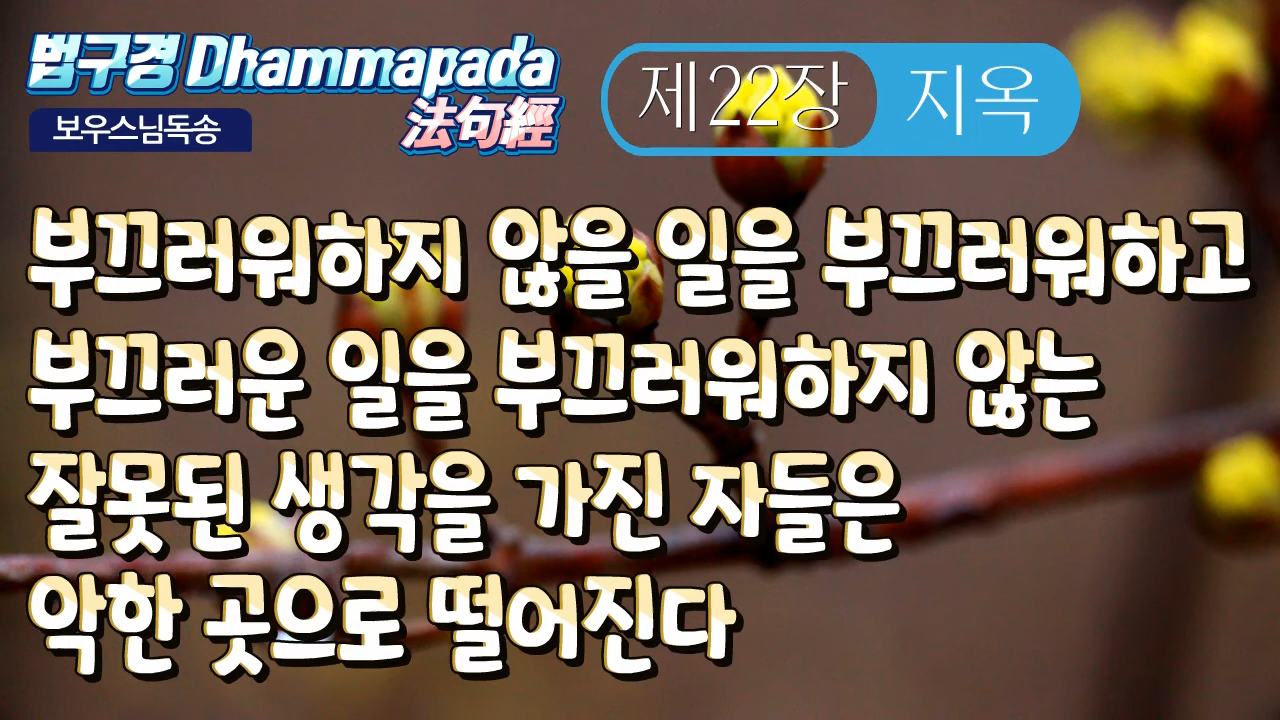 법구경 Dhammapada
法句經
보우스님독송
제22장 지옥
부끄러워하지 않을 일을 부끄러워하고
부끄러운 일을 부끄러워하지 않는
잘못된 생각을 가진 자들은
악한 곳으로 떨어진다